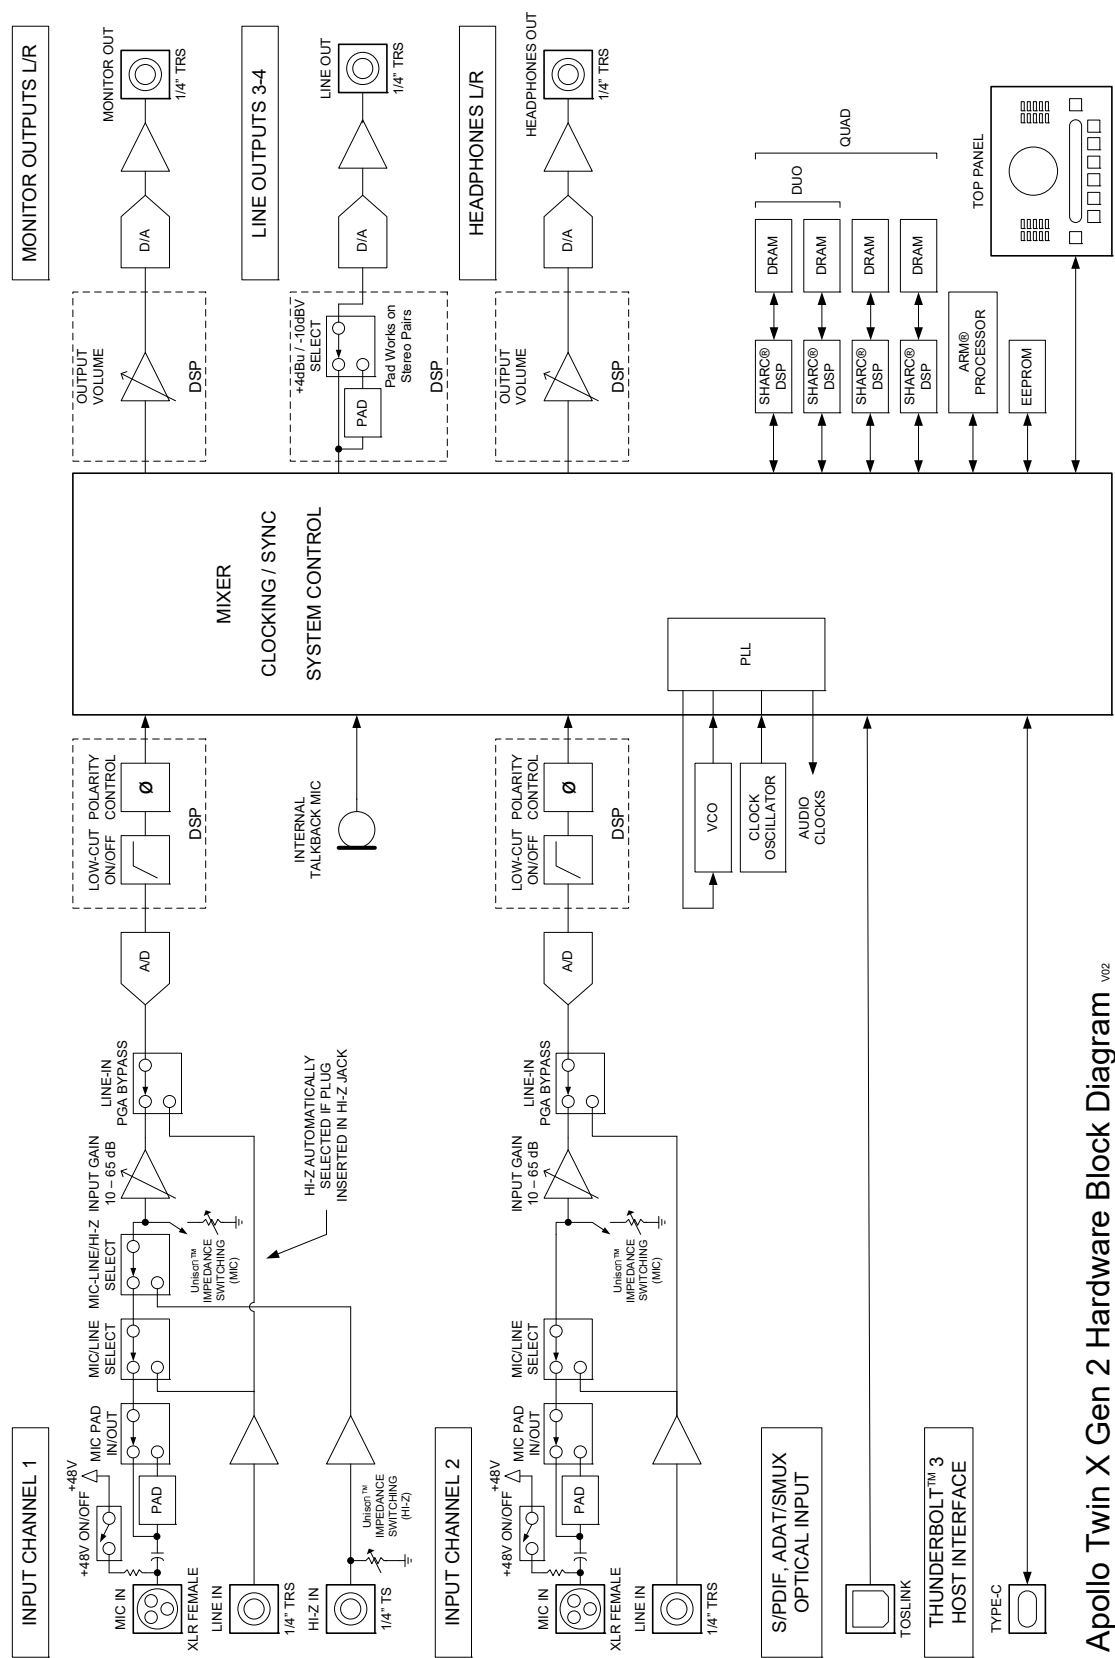 INPUT CHANNEL 1
+48V ON/OFF
+48V
MIC IN
XLR FEMALE
PAD
MIC PAD
IN/OUT
MIC/LINE
SELECT
MIC-LINE/HI-Z
SELECT
INPUT GAIN
10 – 65 dB
LINE-IN
PGA BYPASS
A/D
LOW-CUT
ON/OFF
POLARITY
CONTROL
Ø
DSP
Unison™
IMPEDANCE
SWITCHING
(MIC)
LINE IN
1/4" TRS
HI-Z IN
1/4" TS
Unison™
IMPEDANCE
SWITCHING
(HI-Z)
HI-Z AUTOMATICALLY
SELECTED IF PLUG
INSERTED IN HI-Z JACK
INTERNAL
TALKBACK MIC
INPUT CHANNEL 2
+48V ON/OFF
+48V
MIC IN
XLR FEMALE
PAD
MIC PAD
IN/OUT
MIC/LINE
SELECT
INPUT GAIN
10 – 65 dB
LINE-IN
PGA BYPASS
A/D
LOW-CUT
ON/OFF
POLARITY
CONTROL
Ø
DSP
Unison™
IMPEDANCE
SWITCHING
(MIC)
LINE IN
1/4" TRS
VCO
CLOCK
OSCILLATOR
AUDIO
CLOCKS
PLL
S/PDIF, ADAT/SMUX
OPTICAL INPUT
TOSLINK
THUNDERBOLT™ 3
HOST INTERFACE
TYPE-C
MIXER
CLOCKING / SYNC
SYSTEM CONTROL
MONITOR OUTPUTS L/R
OUTPUT
VOLUME
DSP
D/A
MONITOR OUT
1/4" TRS
LINE OUTPUTS 3-4
+4dBu / -10dBV
SELECT
PAD
Pad Works on
Stereo Pairs
DSP
D/A
LINE OUT
1/4" TRS
HEADPHONES L/R
OUTPUT
VOLUME
DSP
D/A
HEADPHONES OUT
1/4" TRS
SHARC®
DSP
DRAM
SHARC®
DSP
DRAM
DUO
SHARC®
DSP
DRAM
SHARC®
DSP
DRAM
QUAD
ARM®
PROCESSOR
EEPROM
TOP PANEL
Apollo Twin X Gen 2 Hardware Block Diagram V02